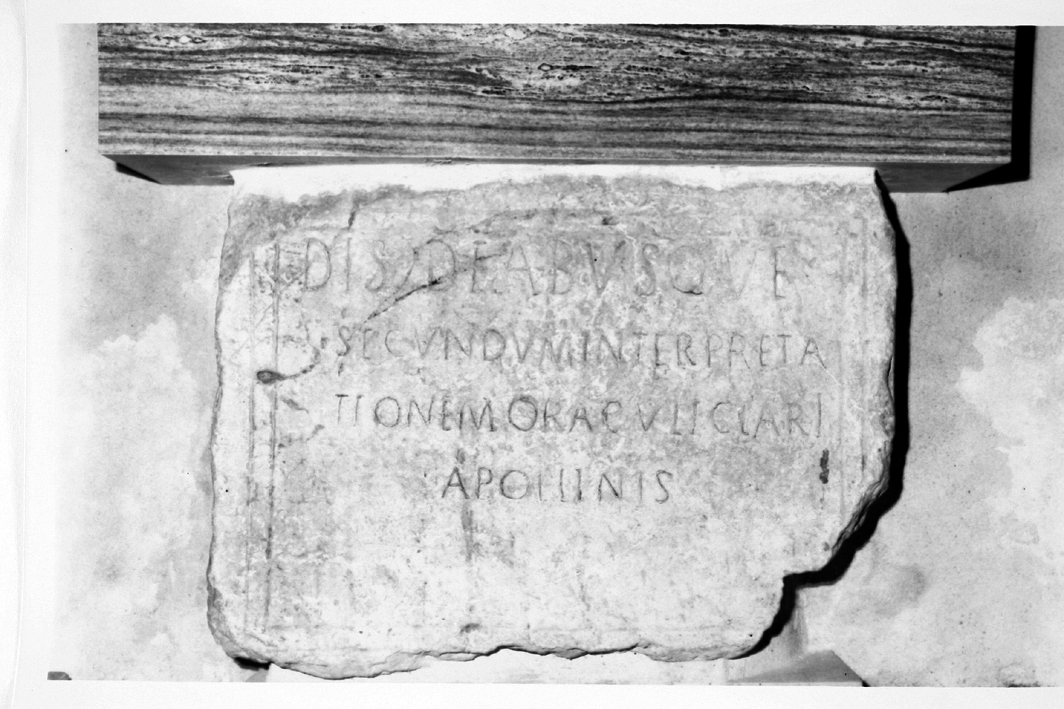 DIS DEABVSQVE
SECVNDVM INTERPRETA
TIONEM ORACVLI CLARI
APOLLINIS